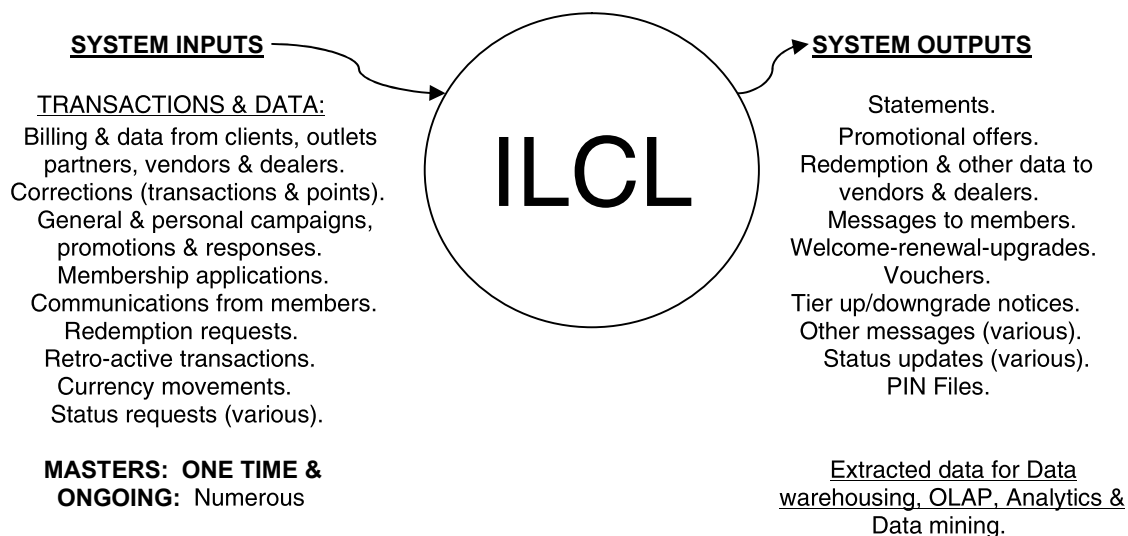 SYSTEM INPUTS
TRANSACTIONS & DATA:
Billing & data from clients, outlets
partners, vendors & dealers.
Corrections (transactions & points).
General & personal campaigns,
promotions & responses.
Membership applications.
Communications from members.
Redemption requests.
Retro-active transactions.
Currency movements.
Status requests (various).
MASTERS: ONE TIME &
ONGOING: Numerous
ILCL
SYSTEM OUTPUTS
Statements.
Promotional offers.
Redemption & other data to
vendors & dealers.
Messages to members.
Welcome-renewal-upgrades.
Vouchers.
Tier up/downgrade notices.
Other messages (various).
Status updates (various).
PIN Files.
Extracted data for Data
warehousing, OLAP, Analytics &
Data mining.